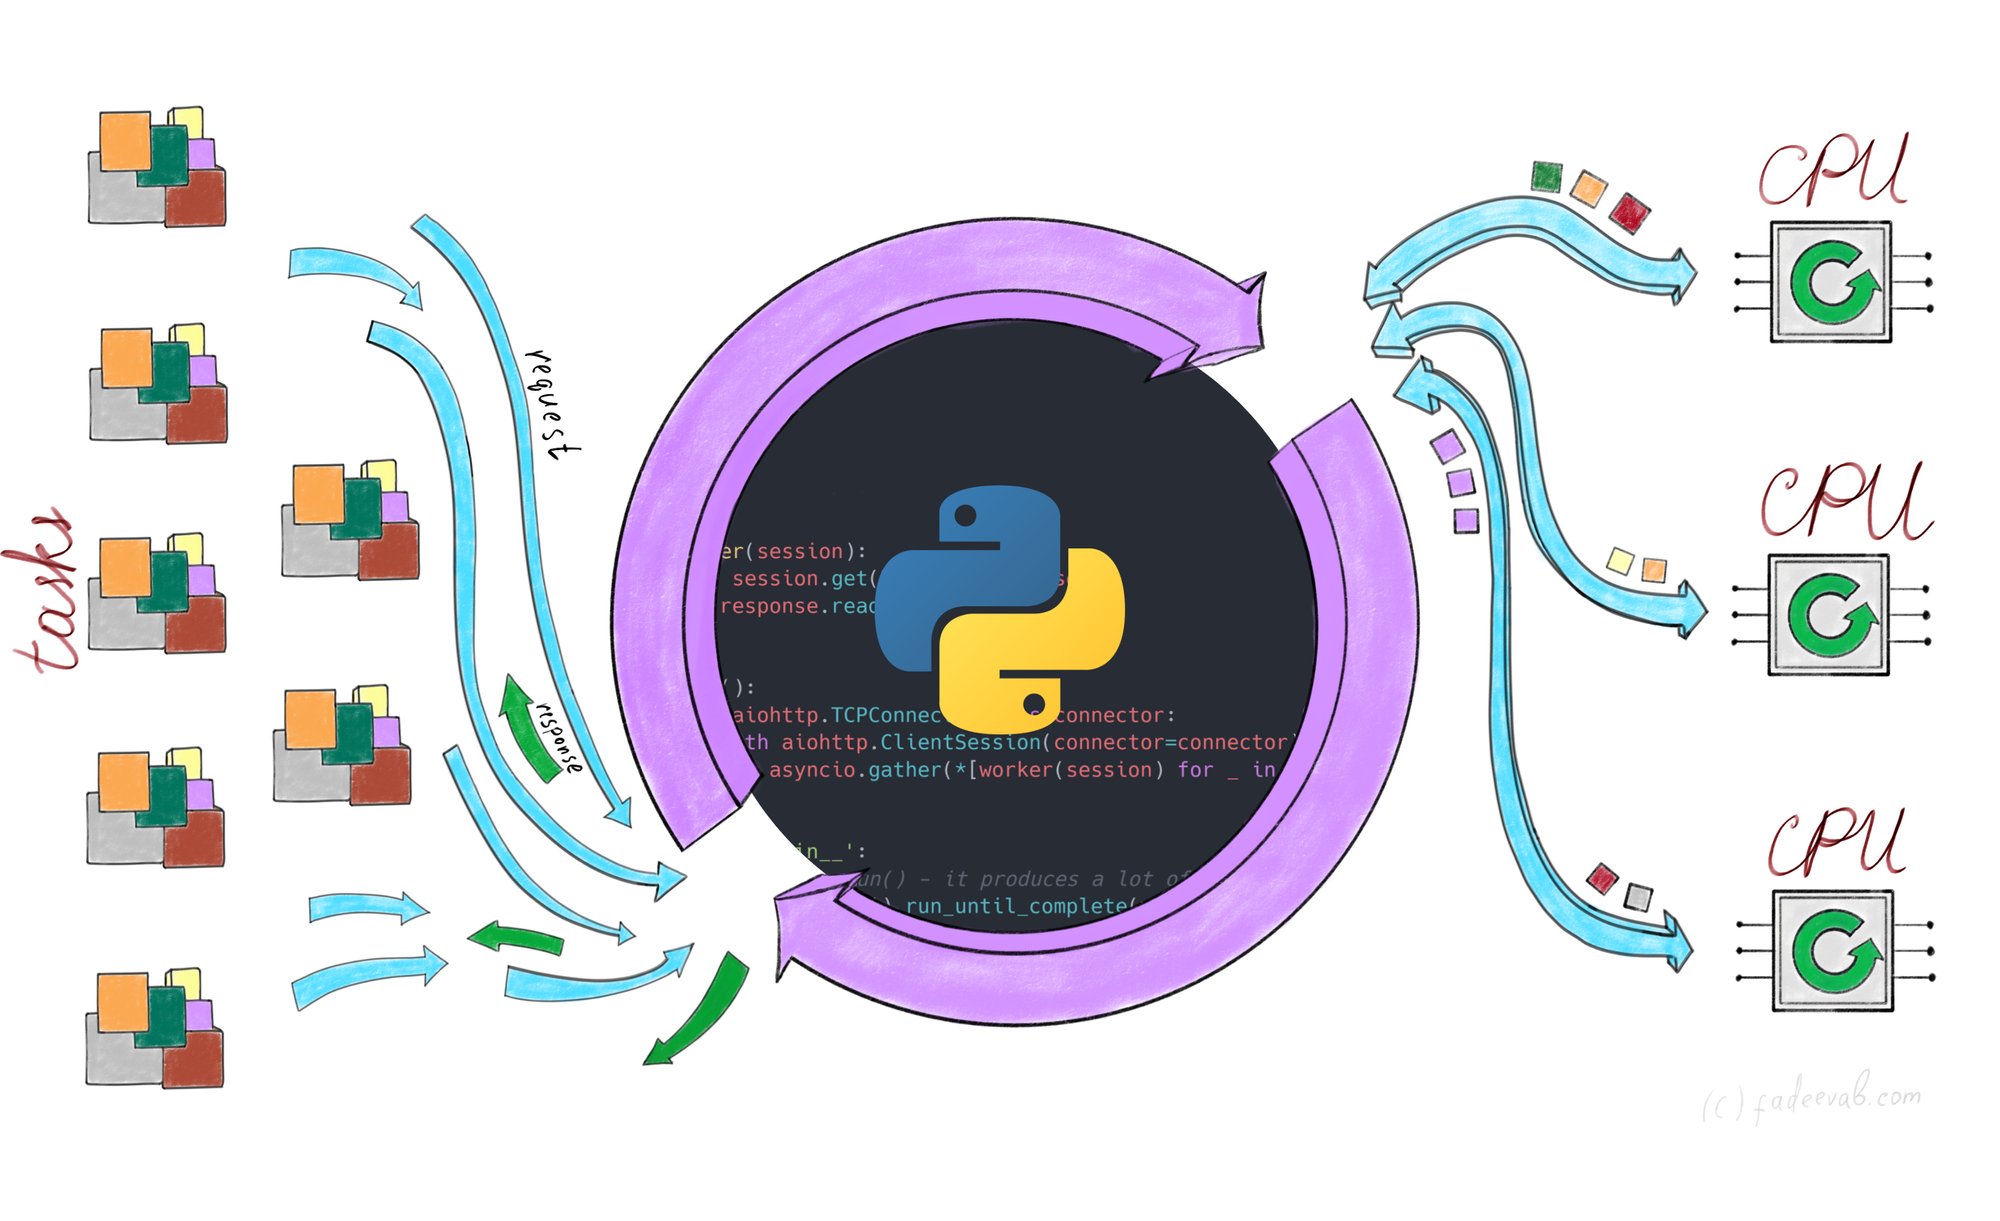 tasks
request
response
er(session):
session.get(
response.read
():
aiohttp.TCPConnec connector:
th aiohttp.ClientSession(connector=connector)
asyncio.gather(*[worker(session) for _ in
in__':
un() - it produces a lot of
) run_until_complete(
CPU
CPU
CPU
(c) fadeevab.com